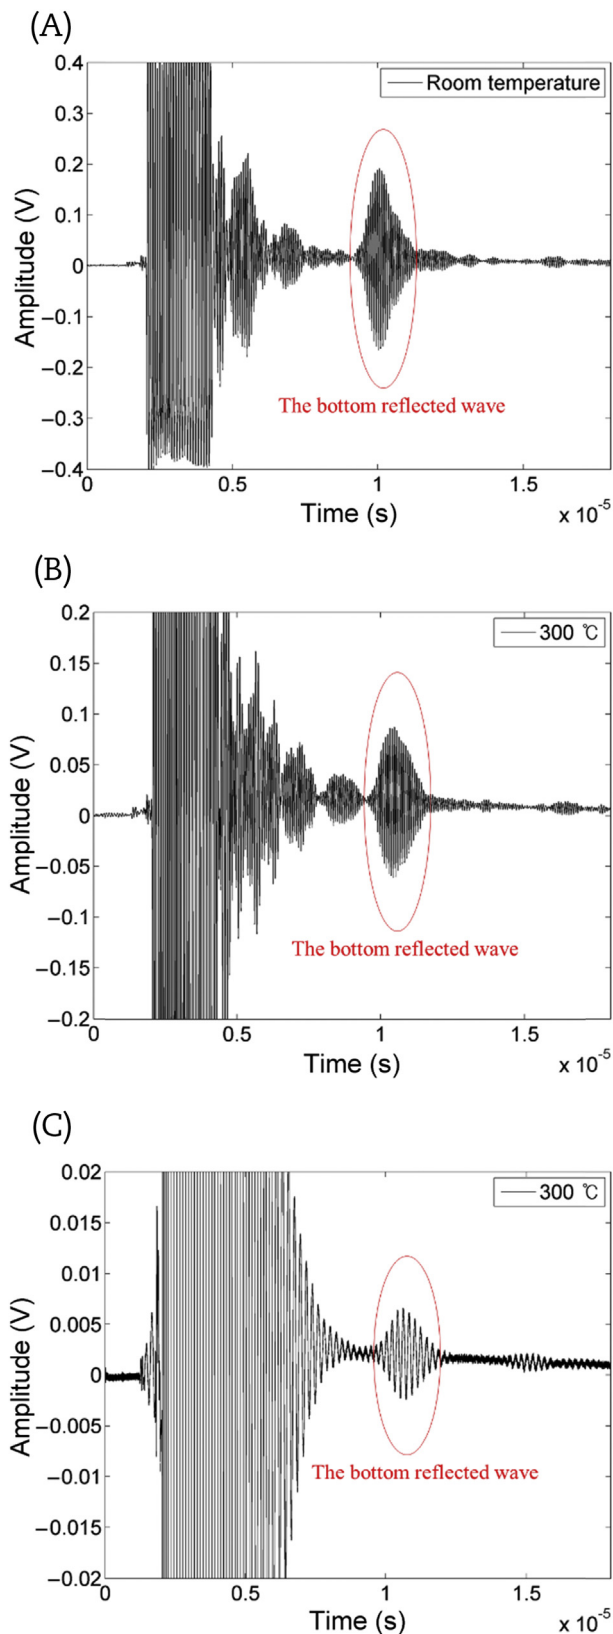 (A)
Room temperature
0.4
0.3
0.2
0.1
0
−0.1
−0.2
−0.3
−0.4
Amplitude (V)
The bottom reflected wave
0
0.5
1
1.5
Time (s)
x 10-5
(B)
300 ℃
0.2
0.15
0.1
0.05
0
−0.05
−0.1
−0.15
−0.2
Amplitude (V)
The bottom reflected wave
0
0.5
1
1.5
Time (s)
x 10-5
(C)
300 ℃
0.02
0.015
0.01
0.005
0
−0.005
−0.01
−0.015
−0.02
Amplitude (V)
The bottom reflected wave
0
0.5
1
1.5
Time (s)
x 10-5